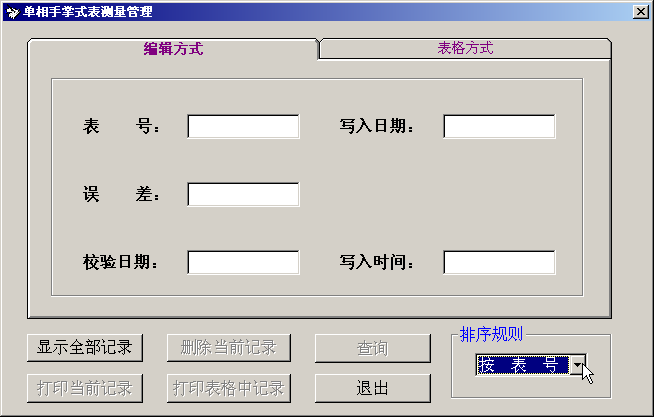 单相手掌式表测量管理
编辑方式 表格方式
表 号： 写入日期：
误 差：
校验日期： 写入时间：
排序规则
显示全部记录 删除当前记录 查询
按 表 号
打印当前记录 打印表格中记录 退出